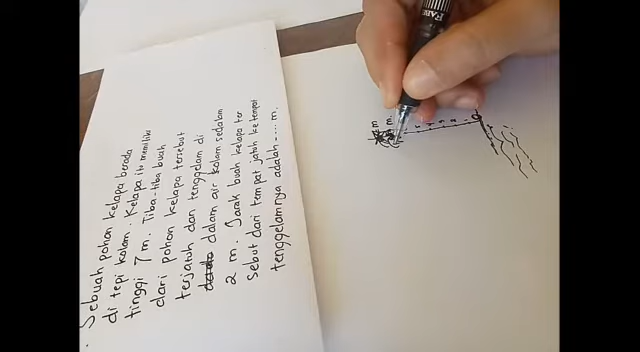 Sebuah pohon kelapa berada
di tepi kolam. Kelapa itu memiliki
tinggi 7 m. Tiba-tiba buah
dari pohon kelapa tersebut
terjatuh dan tenggelam di
dalam air kolam sedalam
2 m. Jarak buah kelapa ter
sebut dari tempat jatuh ke tempat
tenggelamnya adalah .... m.